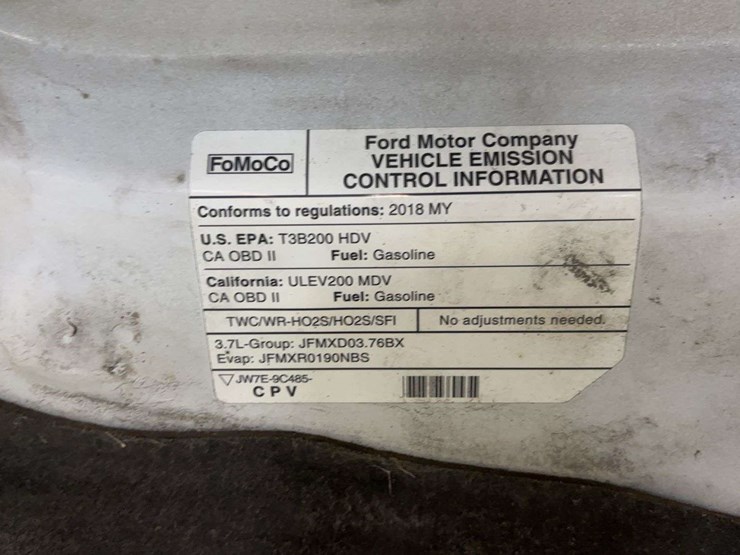 FoMoCo
Ford Motor Company
VEHICLE EMISSION
CONTROL INFORMATION
Conforms to regulations: 2018 MY
U.S. EPA: T3B200 HDV
CA OBD II Fuel: Gasoline
California: ULEV200 MDV
CA OBD II Fuel: Gasoline
TWC/WR-HO2S/HO2S/SFI No adjustments needed.
3.7L-Group: JFMXD03.76BX
Evap: JFMXR0190NBS
JW7E-9C485-
C P V